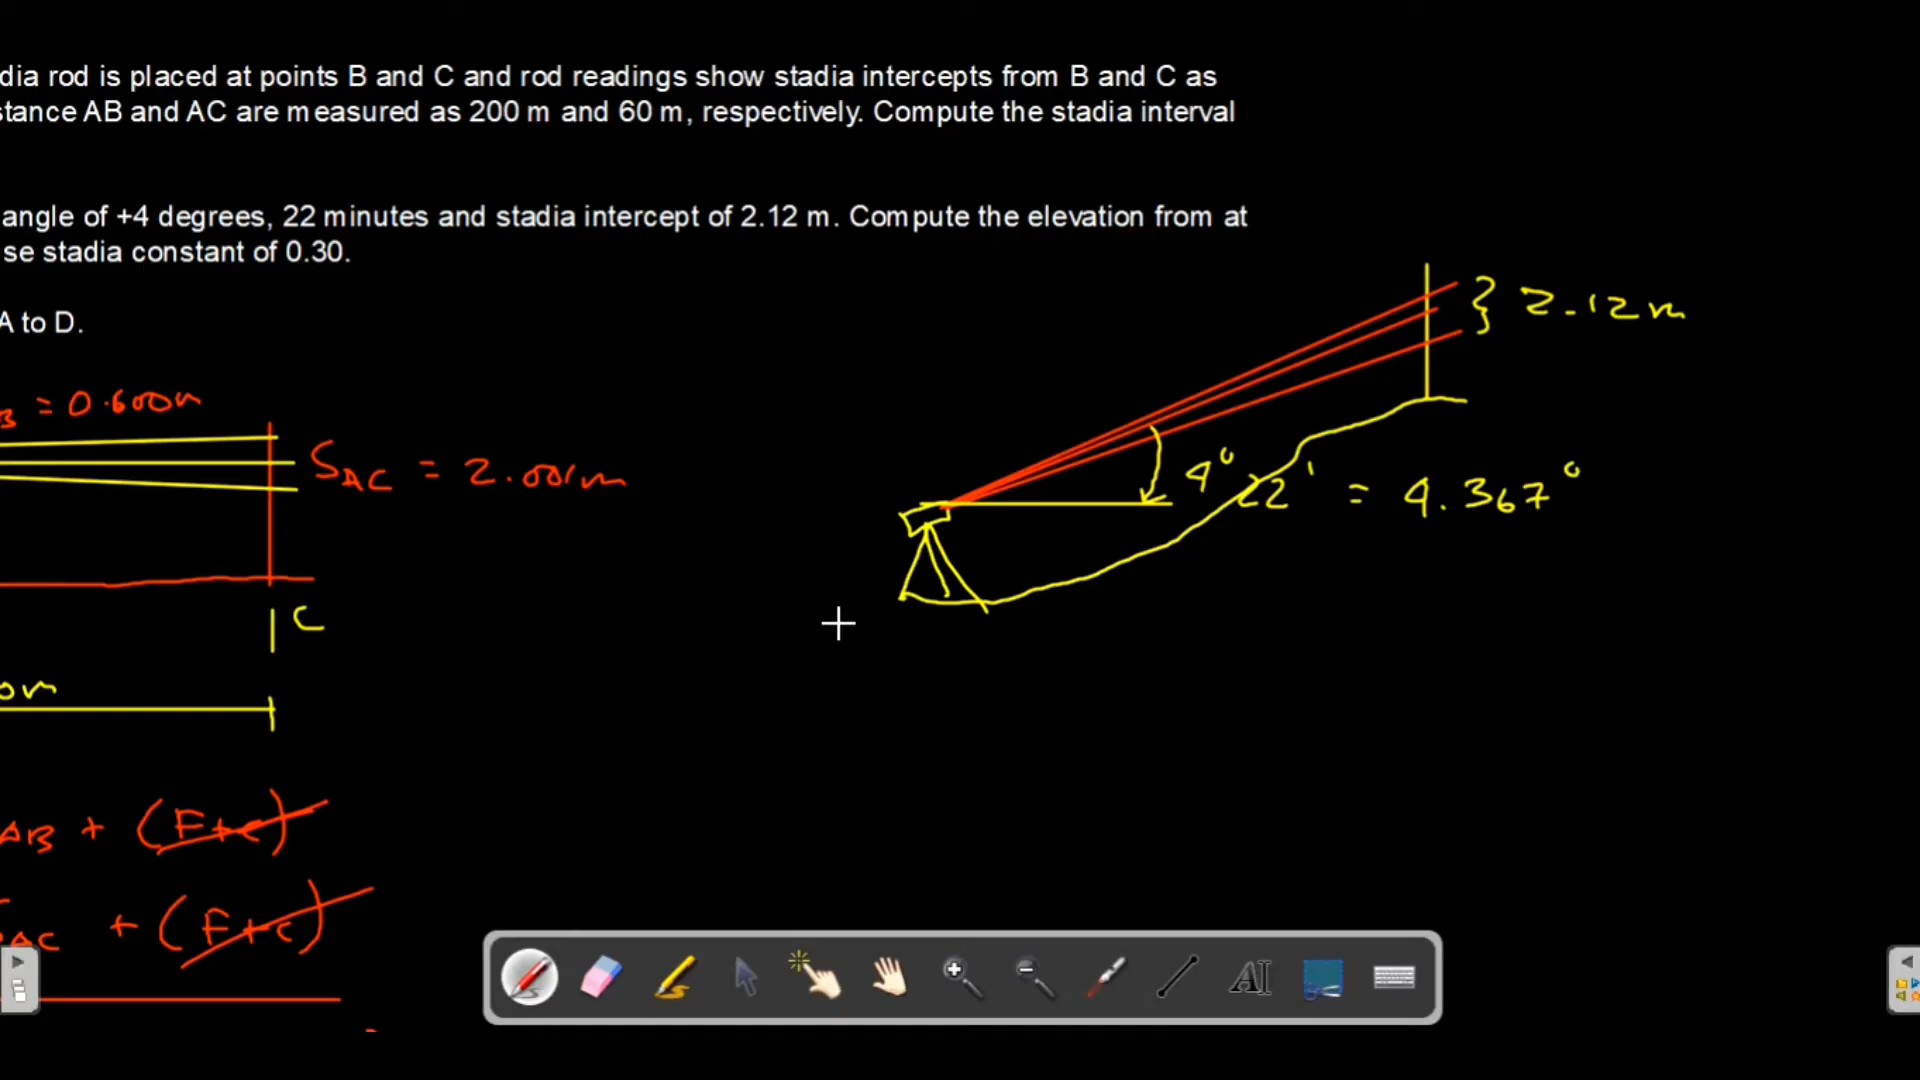 dia rod is placed at points B and C and rod readings show stadia intercepts from B and C as
stance AB and AC are measured as 200 m and 60 m, respectively. Compute the stadia interval
angle of +4 degrees, 22 minutes and stadia intercept of 2.12 m. Compute the elevation from at
se stadia constant of 0.30.
A to D.
} 2.12m
B = 0.600m
S AC = 2.001m
4° 22' = 4.367°
C
0m
AB + (F+c)
S AC + (F+c)
AI